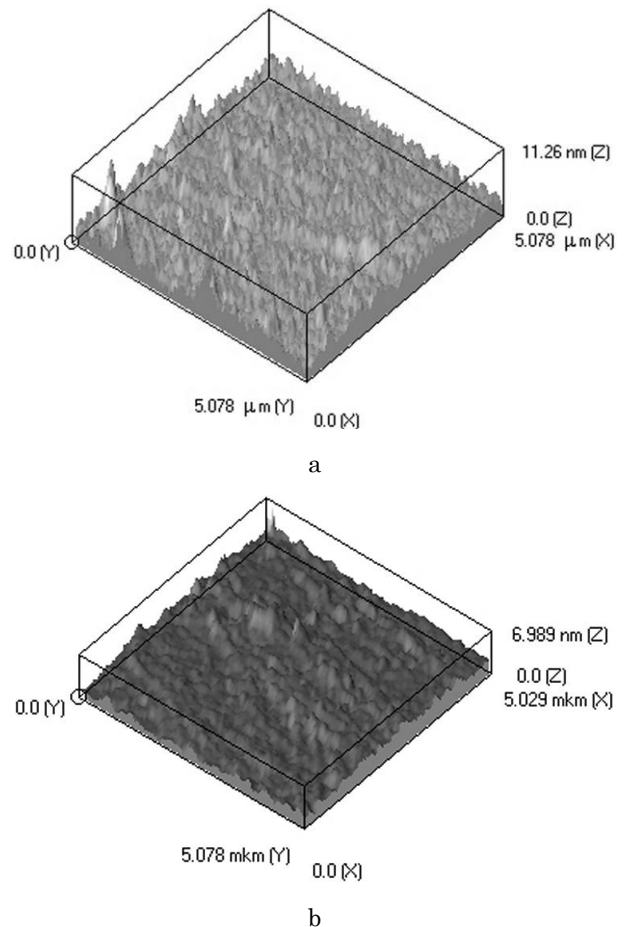 11.26 nm (Z)
0.0 (Z)
5.078 μm (X)
0.0 (Y)
5.078 μm (Y)
0.0 (X)
a
6.989 nm (Z)
0.0 (Z)
5.029 mkm (X)
0.0 (Y)
5.078 mkm (Y)
0.0 (X)
b